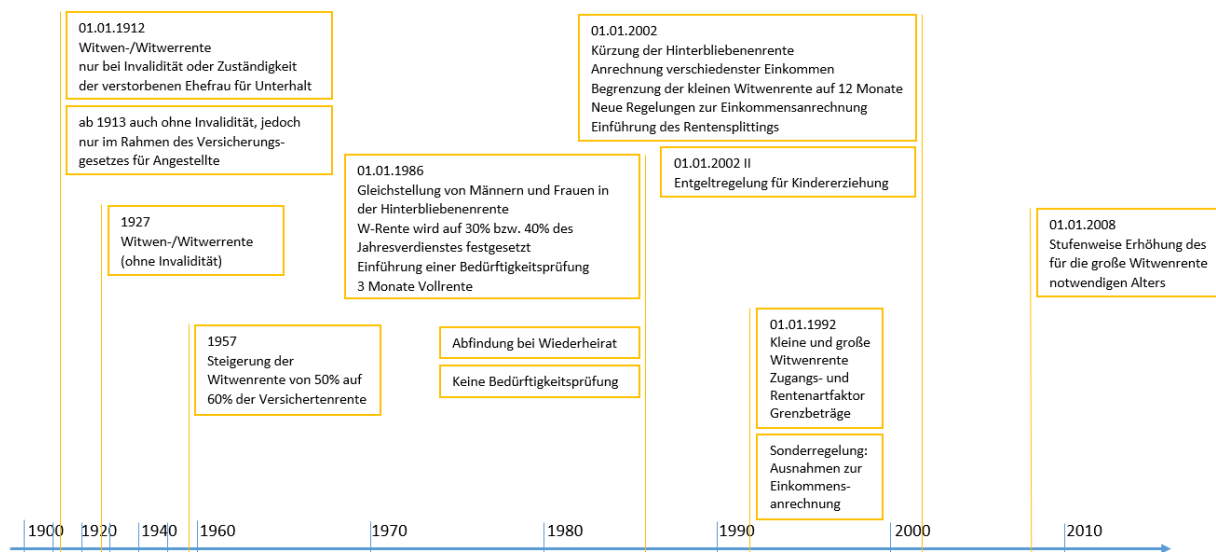 01.01.1912
Witwen-/Witwerrente
nur bei Invalidität oder Zuständigkeit
der verstorbenen Ehefrau für Unterhalt
ab 1913 auch ohne Invalidität, jedoch
nur im Rahmen des Versicherungs-
gesetzes für Angestellte
1927
Witwen-/Witwerrente
(ohne Invalidität)
1957
Steigerung der
Witwenrente von 50% auf
60% der Versichertenrente
01.01.1986
Gleichstellung von Männern und Frauen in
der Hinterbliebenenrente
W-Rente wird auf 30% bzw. 40% des
Jahresverdienstes festgesetzt
Einführung einer Bedürftigkeitsprüfung
3 Monate Vollrente
Abfindung bei Wiederheirat
Keine Bedürftigkeitsprüfung
01.01.2002
Kürzung der Hinterbliebenenrente
Anrechnung verschiedenster Einkommen
Begrenzung der kleinen Witwenrente auf 12 Monate
Neue Regelungen zur Einkommensanrechnung
Einführung des Rentensplittings
01.01.2002 II
Entgeltregelung für Kindererziehung
01.01.1992
Kleine und große
Witwenrente
Zugangs- und
Rentenartfaktor
Grenzbeträge
Sonderregelung:
Ausnahmen zur
Einkommens-
anrechnung
01.01.2008
Stufenweise Erhöhung des
für die große Witwenrente
notwendigen Alters
1900 1920 1940 1960 1970 1980 1990 2000 2010